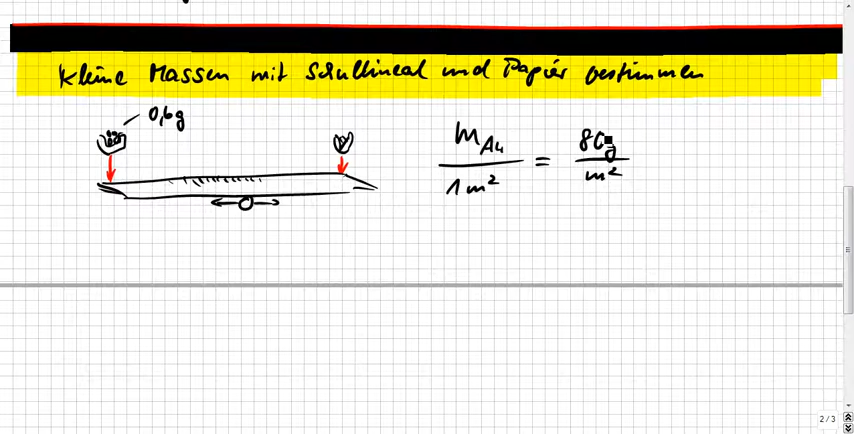 Kleine Massen mit Schullineal und Papier bestimmen
0,6g
m_A4 / 1m² = 80g / m²
2/3